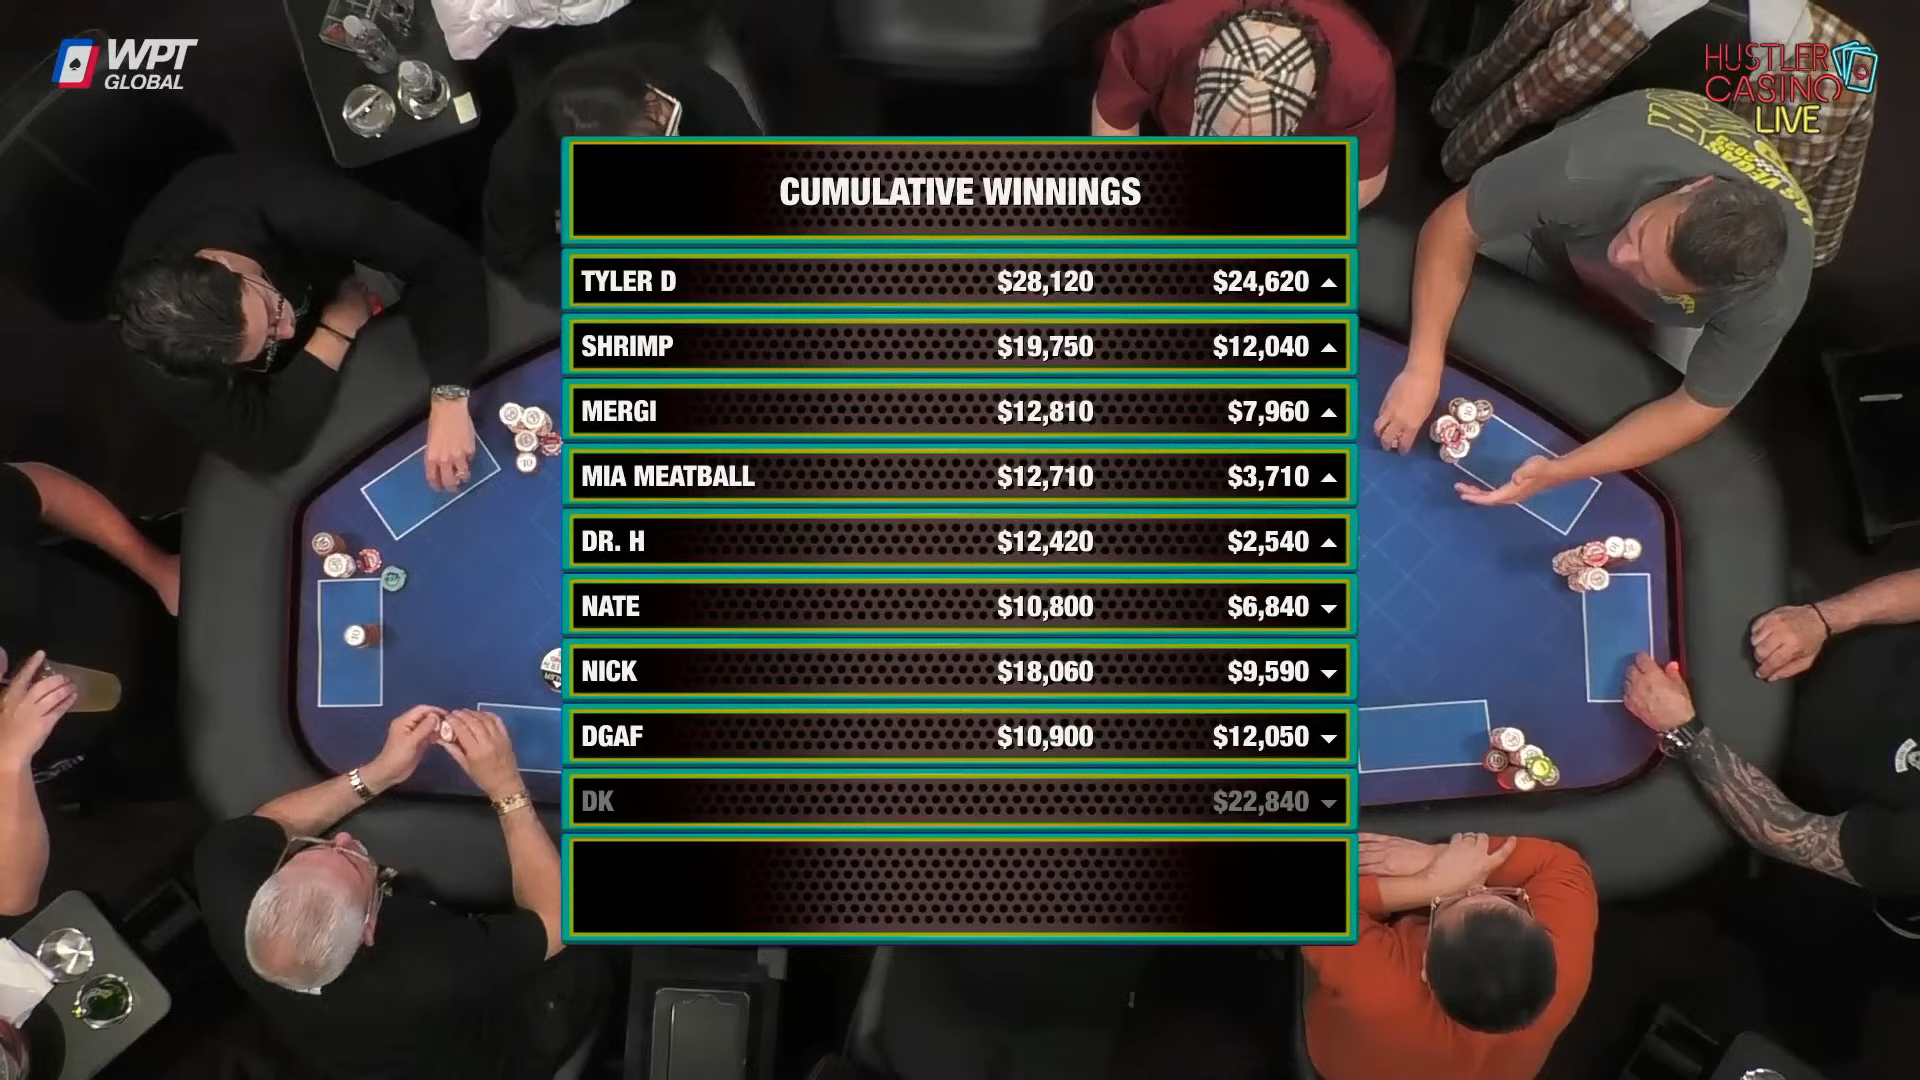 WPT
GLOBAL
HUSTLER
CASINO
LIVE
CUMULATIVE WINNINGS
TYLER D $28,120 $24,620
SHRIMP $19,750 $12,040
MERGI $12,810 $7,960
MIA MEATBALL $12,710 $3,710
DR. H $12,420 $2,540
NATE $10,800 $6,840
NICK $18,060 $9,590
DGAF $10,900 $12,050
DK $22,840